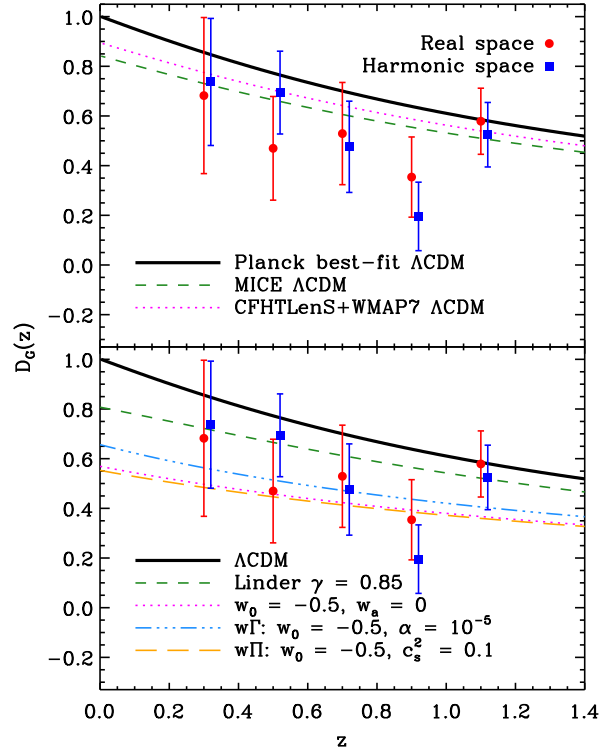 1.0
0.8
0.6
0.4
0.2
0.0
−0.2
Real space
Harmonic space
Planck best−fit ΛCDM
MICE ΛCDM
CFHTLenS+WMAP7 ΛCDM
D_G(z)
1.0
0.8
0.6
0.4
0.2
0.0
−0.2
ΛCDM
Linder γ = 0.85
w₀ = −0.5, wₐ = 0
wΓ: w₀ = −0.5, α = 10⁻⁵
wΠ: w₀ = −0.5, c_s² = 0.1
0.0 0.2 0.4 0.6 0.8 1.0 1.2 1.4
z